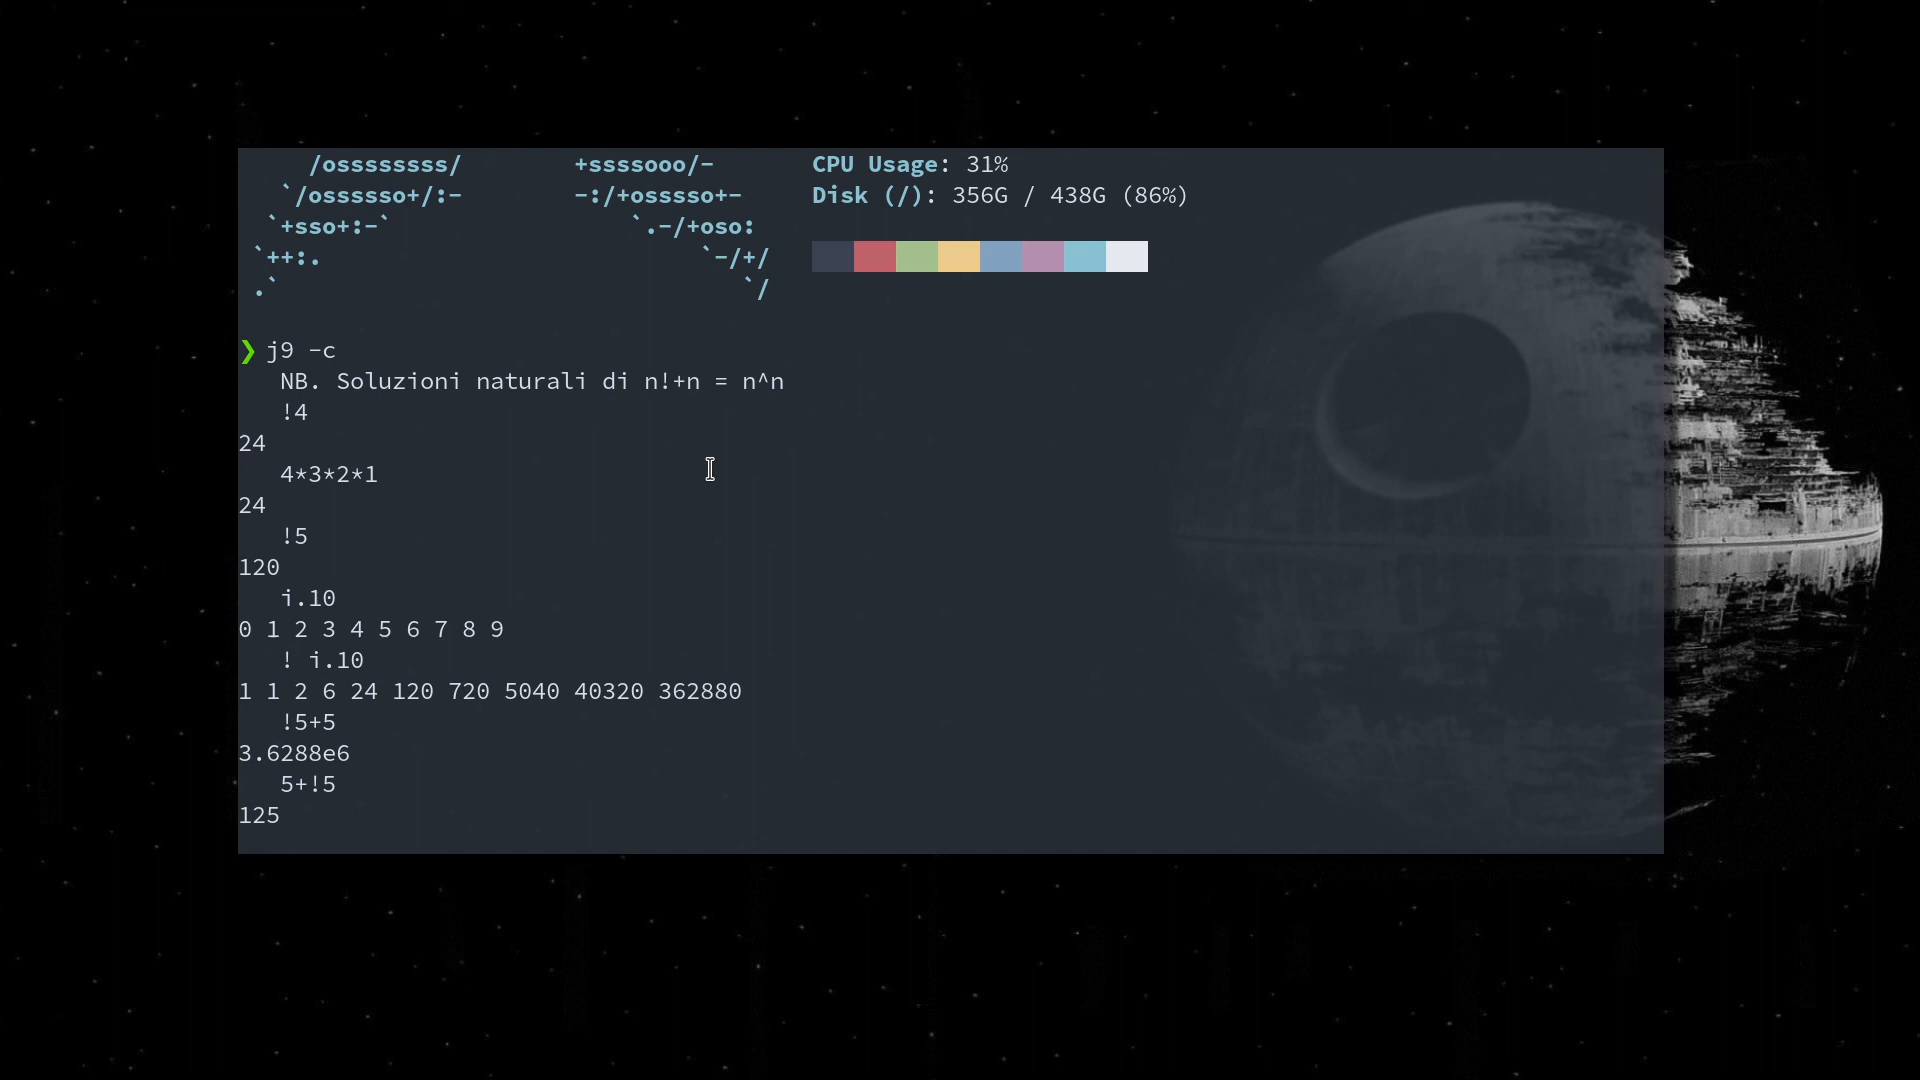 /ossssssss/        +ssssooo/-   CPU Usage: 31%
`/ossssso+/:-        -:/+osssso+-     Disk (/): 356G / 438G (86%)
`+sso+:-`                 `.-/+oso:
`++:.                           `-/+/
.`                                  `/
❯ j9 -c
NB. Soluzioni naturali di n!+n = n^n
!4
24
4*3*2*1
24
!5
120
i.10
0 1 2 3 4 5 6 7 8 9
! i.10
1 1 2 6 24 120 720 5040 40320 362880
!5+5
3.6288e6
5+!5
125